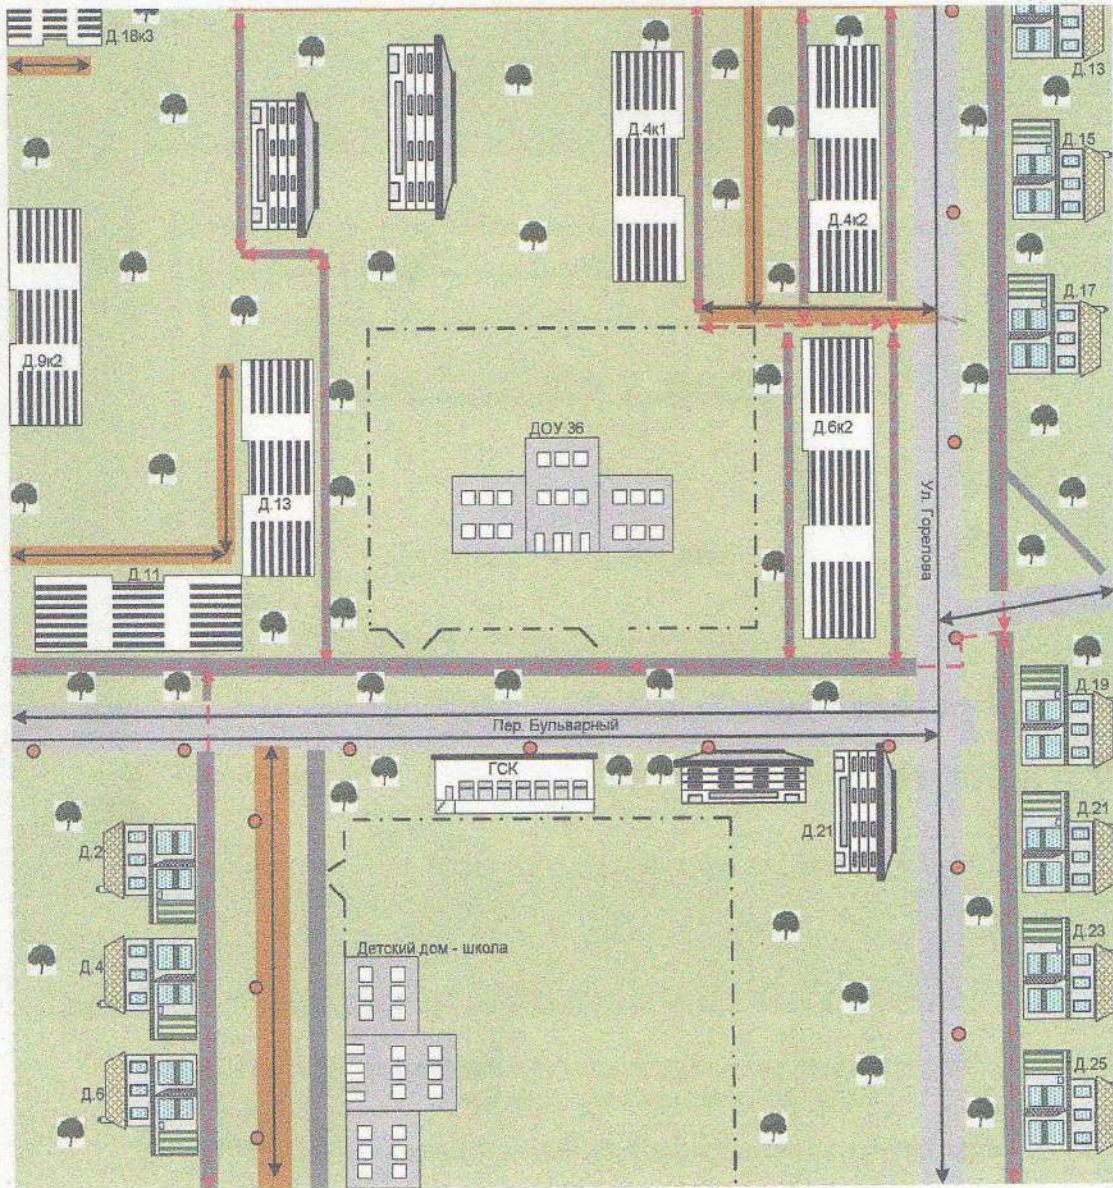 Д.18к3
Д.13
Д.4к1
Д.15
Д.4к2
Д.17
Д.9к2
ДОУ 36
Д.6к2
Д.13
Ул. Горелова
Д.11
Д.19
Пер. Бульварный
ГСК
Д.21
Д.21
Д.2
Д.23
Детский дом - школа
Д.4
Д.25
Д.6